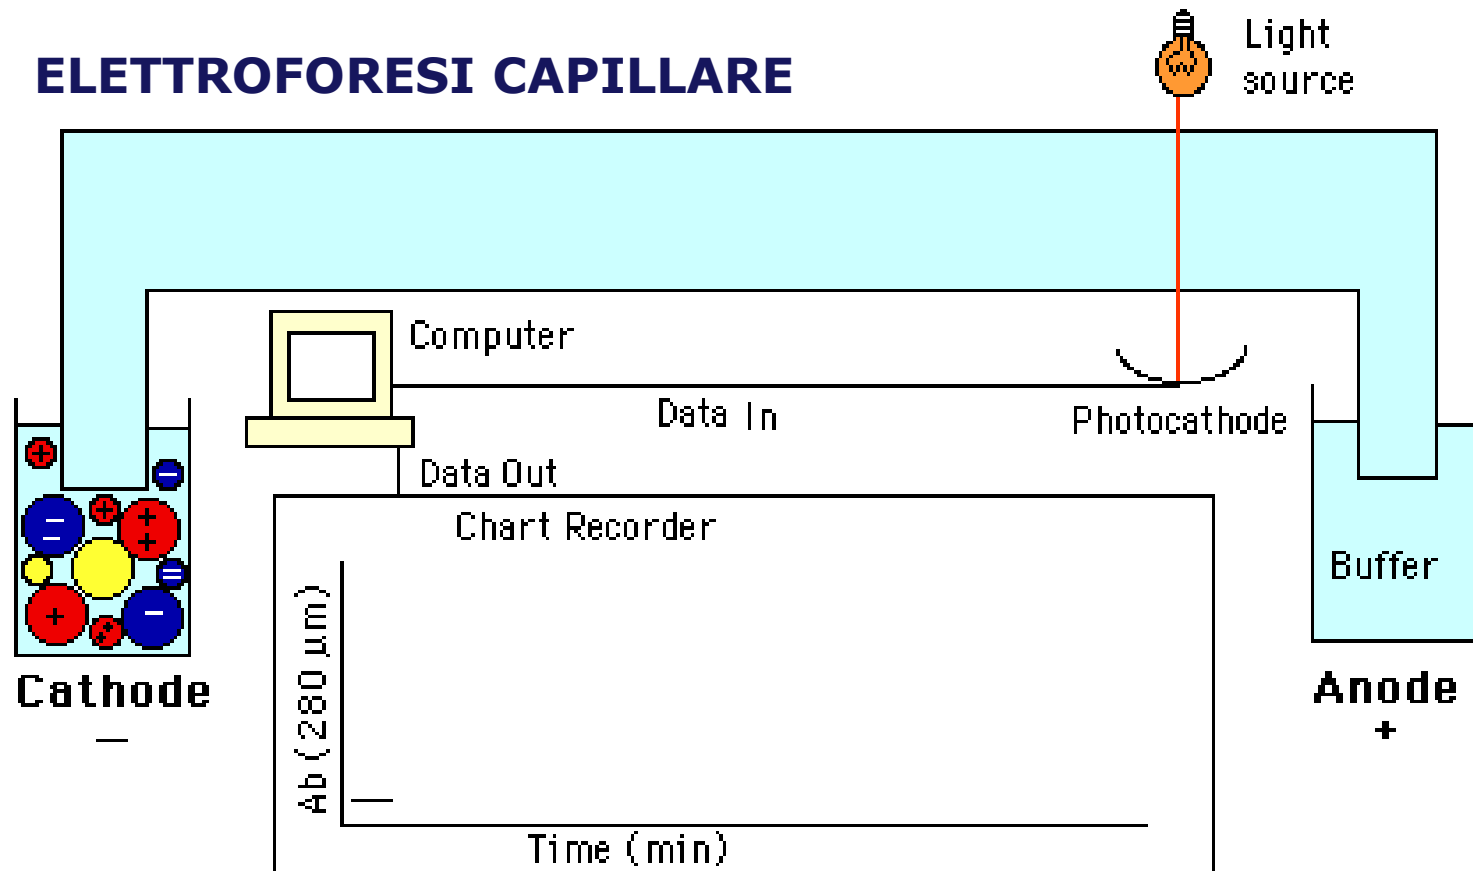 ELETTROFORESI CAPILLARE
Light
source
Computer
Data In
Photocathode
Data Out
Chart Recorder
Buffer
Cathode
—
Anode
+
Ab (280 µm)
Time (min)